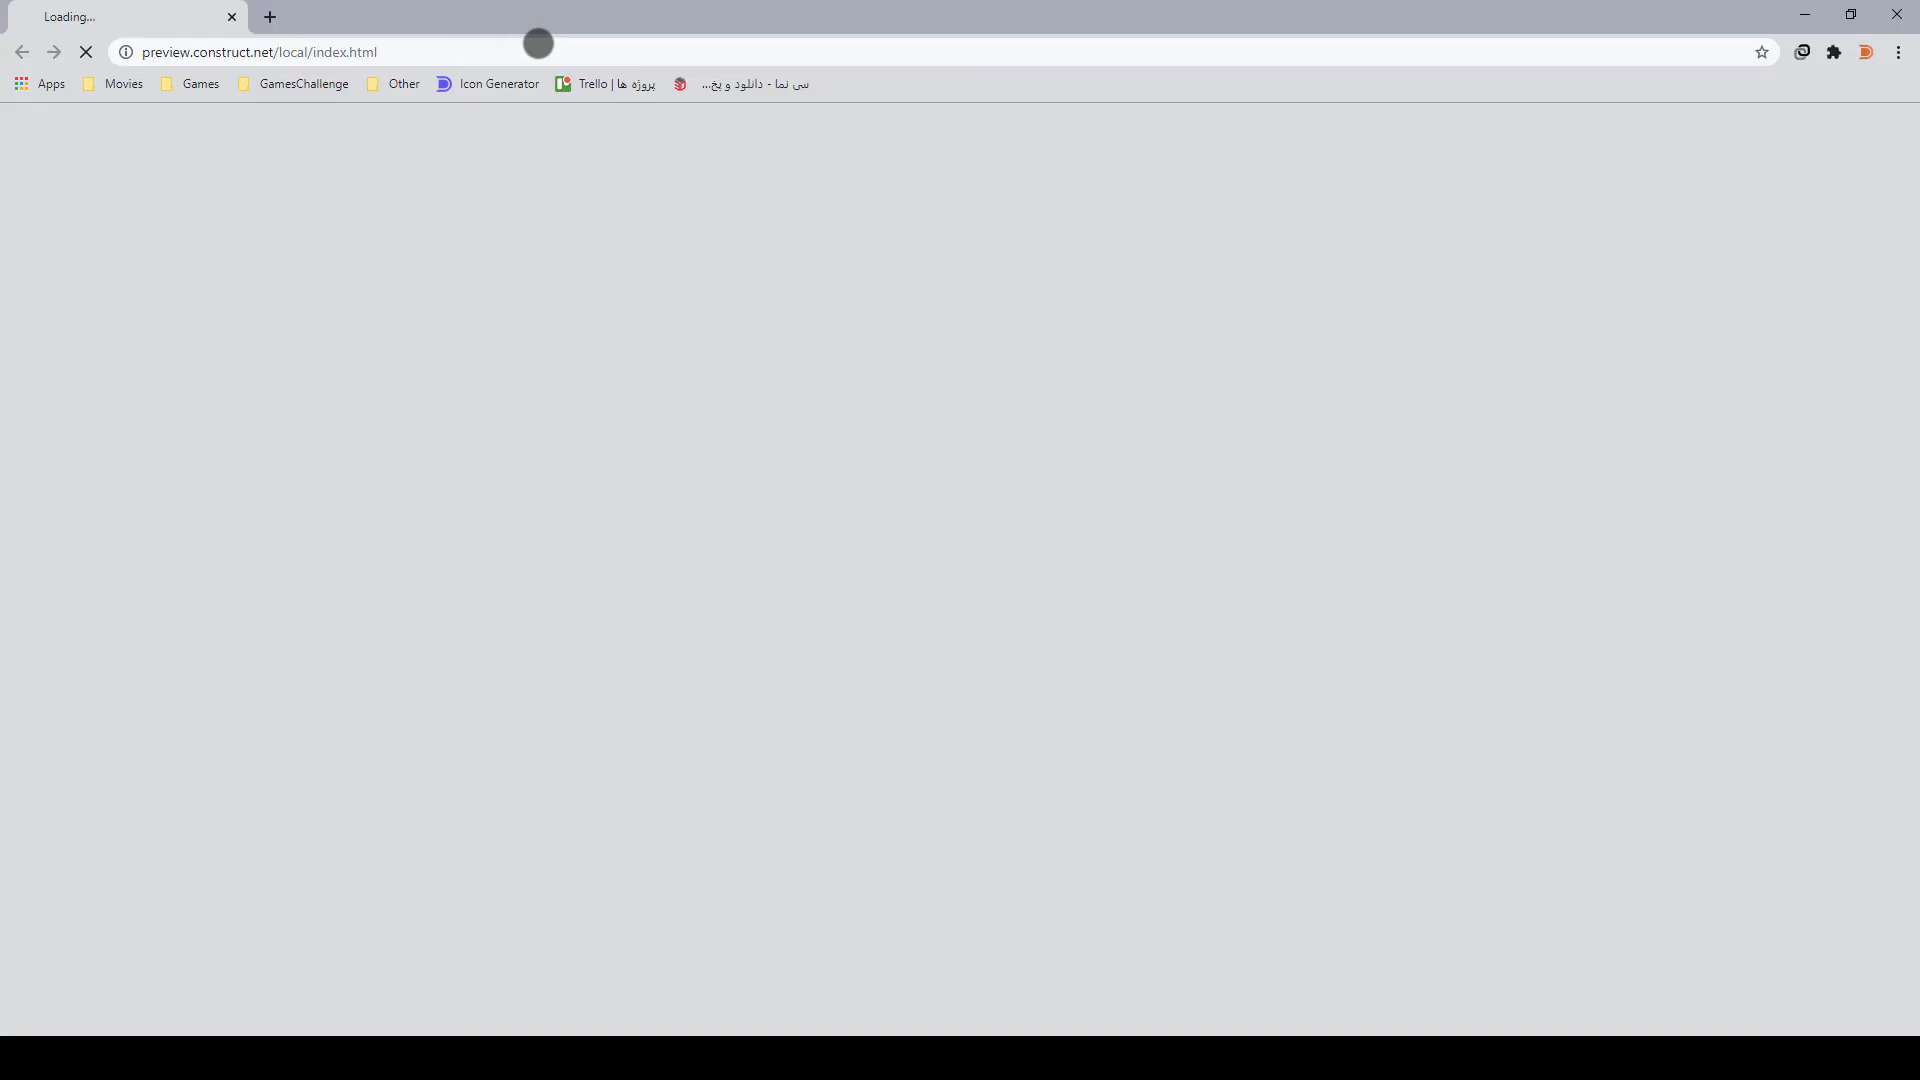 Loading...
preview.construct.net/local/index.html
Apps Movies Games GamesChallenge Other Icon Generator پروژه ها | Trello سی نما - دانلود و پخ...